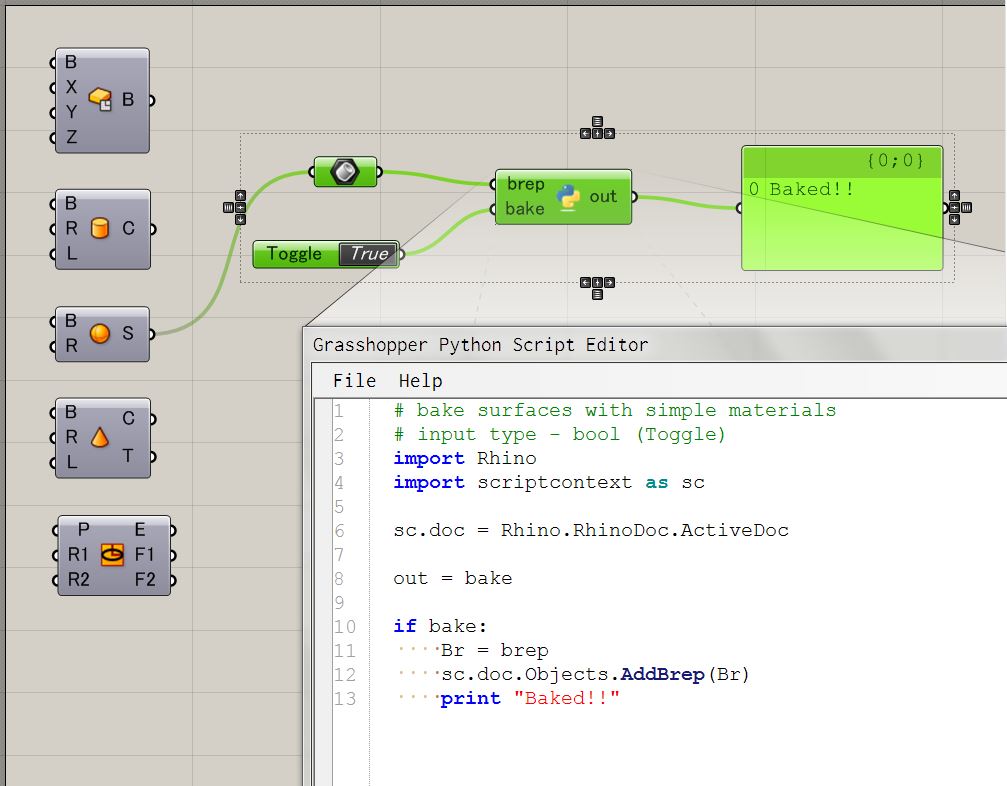 B
X
Y B
Z
B
R C
L
B
R S
B C
R
L T
P E
R1 F1
R2 F2
Toggle True
brep
bake out
{0;0}
0 Baked!!
Grasshopper Python Script Editor
File Help
1 # bake surfaces with simple materials
2 # input type - bool (Toggle)
3 import Rhino
4 import scriptcontext as sc
5
6 sc.doc = Rhino.RhinoDoc.ActiveDoc
7
8 out = bake
9
10 if bake:
11 ····Br = brep
12 ····sc.doc.Objects.AddBrep(Br)
13 ····print "Baked!!"